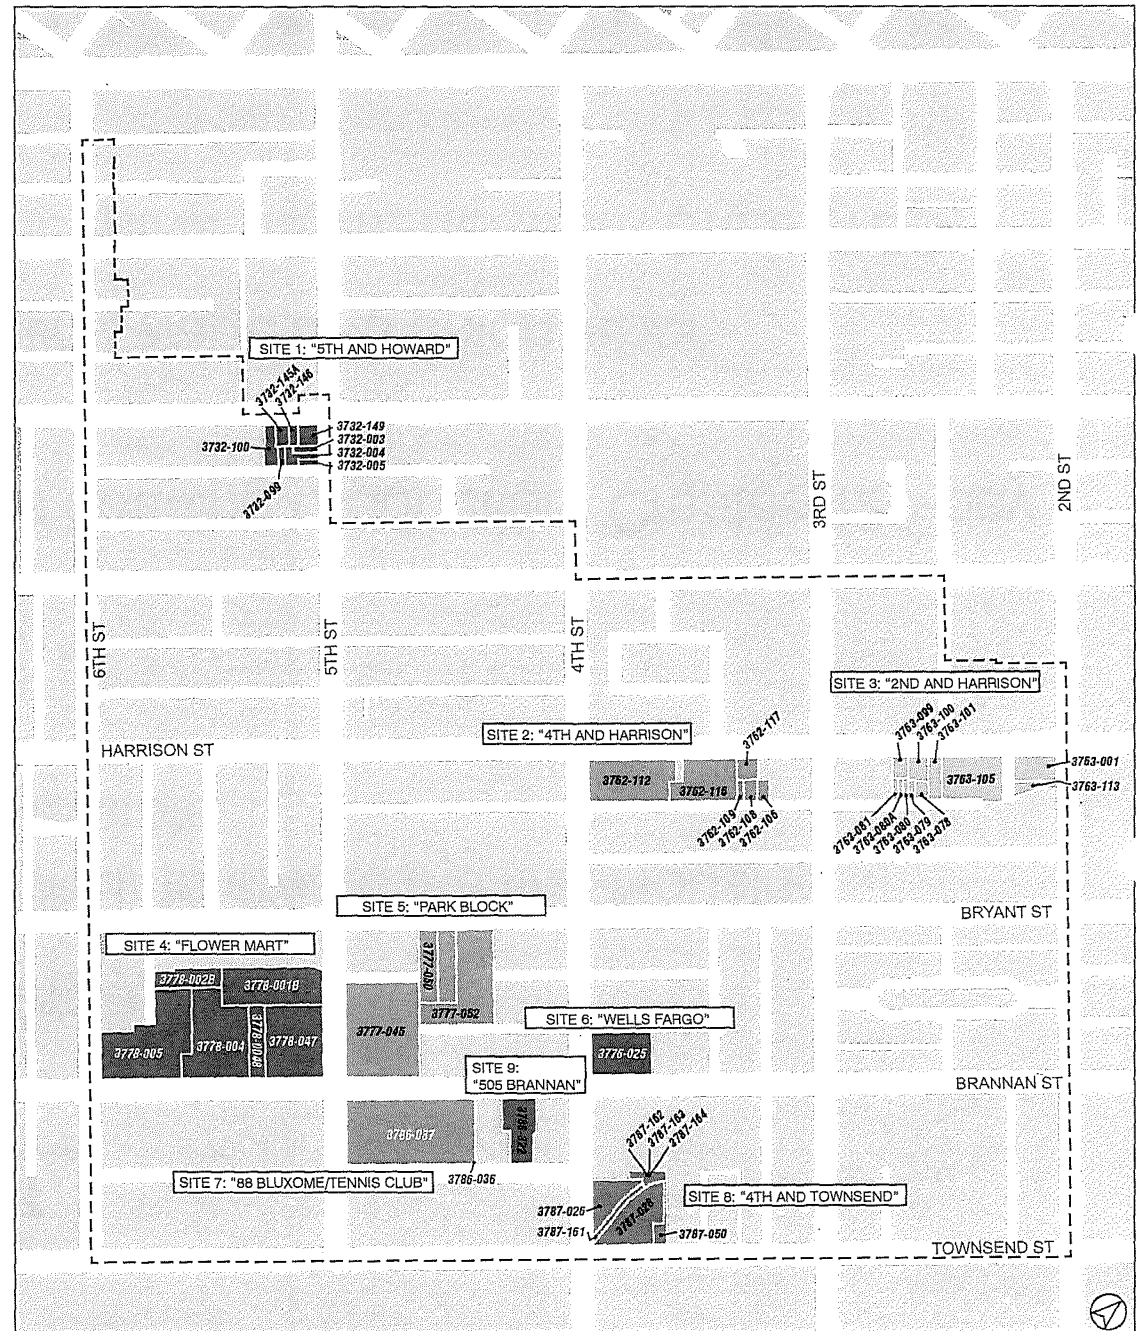 SITE 1: "5TH AND HOWARD"
3732-145A
3732-146
3732-100
3732-149
3732-003
3732-004
3732-005
3732-099
3RD ST
2ND ST
6TH ST
5TH ST
4TH ST
SITE 3: "2ND AND HARRISON"
3763-099
3763-100
3763-101
SITE 2: "4TH AND HARRISON"
3762-117
HARRISON ST
3762-112
3762-116
3763-105
3763-001
3763-113
3762-109
3762-108
3762-106
3763-081
3763-080A
3763-080
3763-079
3763-078
SITE 5: "PARK BLOCK"
BRYANT ST
SITE 4: "FLOWER MART"
3778-002B
3778-001B
3777-050
3777-052
3777-045
SITE 6: "WELLS FARGO"
3778-005
3778-004
3778-004B
3778-047
3776-025
SITE 9:
"505 BRANNAN"
BRANNAN ST
3786-037
3786-022
3787-162
3787-163
3787-164
SITE 7: "88 BLUXOME/TENNIS CLUB"
3786-036
SITE 8: "4TH AND TOWNSEND"
3787-026
3787-028
3787-161
3787-050
TOWNSEND ST